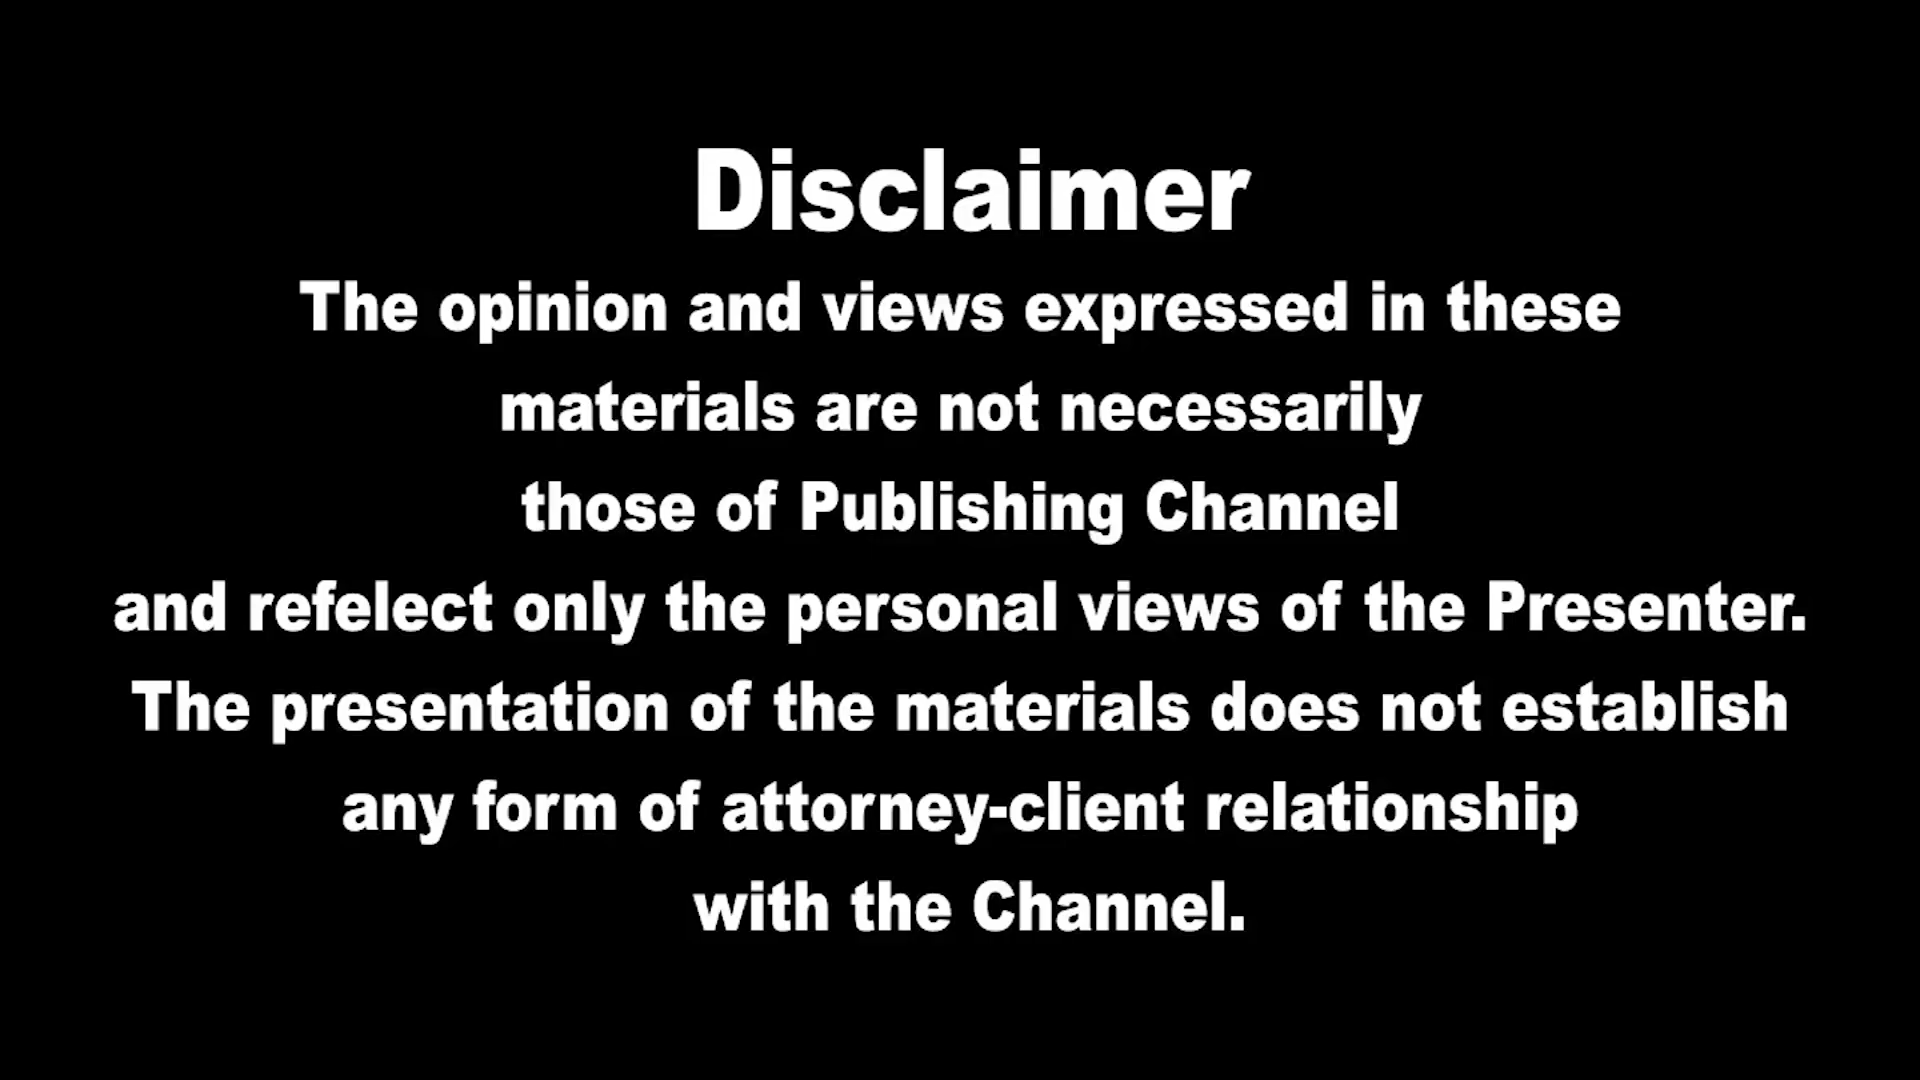 Disclaimer
The opinion and views expressed in these
materials are not necessarily
those of Publishing Channel
and refelect only the personal views of the Presenter.
The presentation of the materials does not establish
any form of attorney-client relationship
with the Channel.